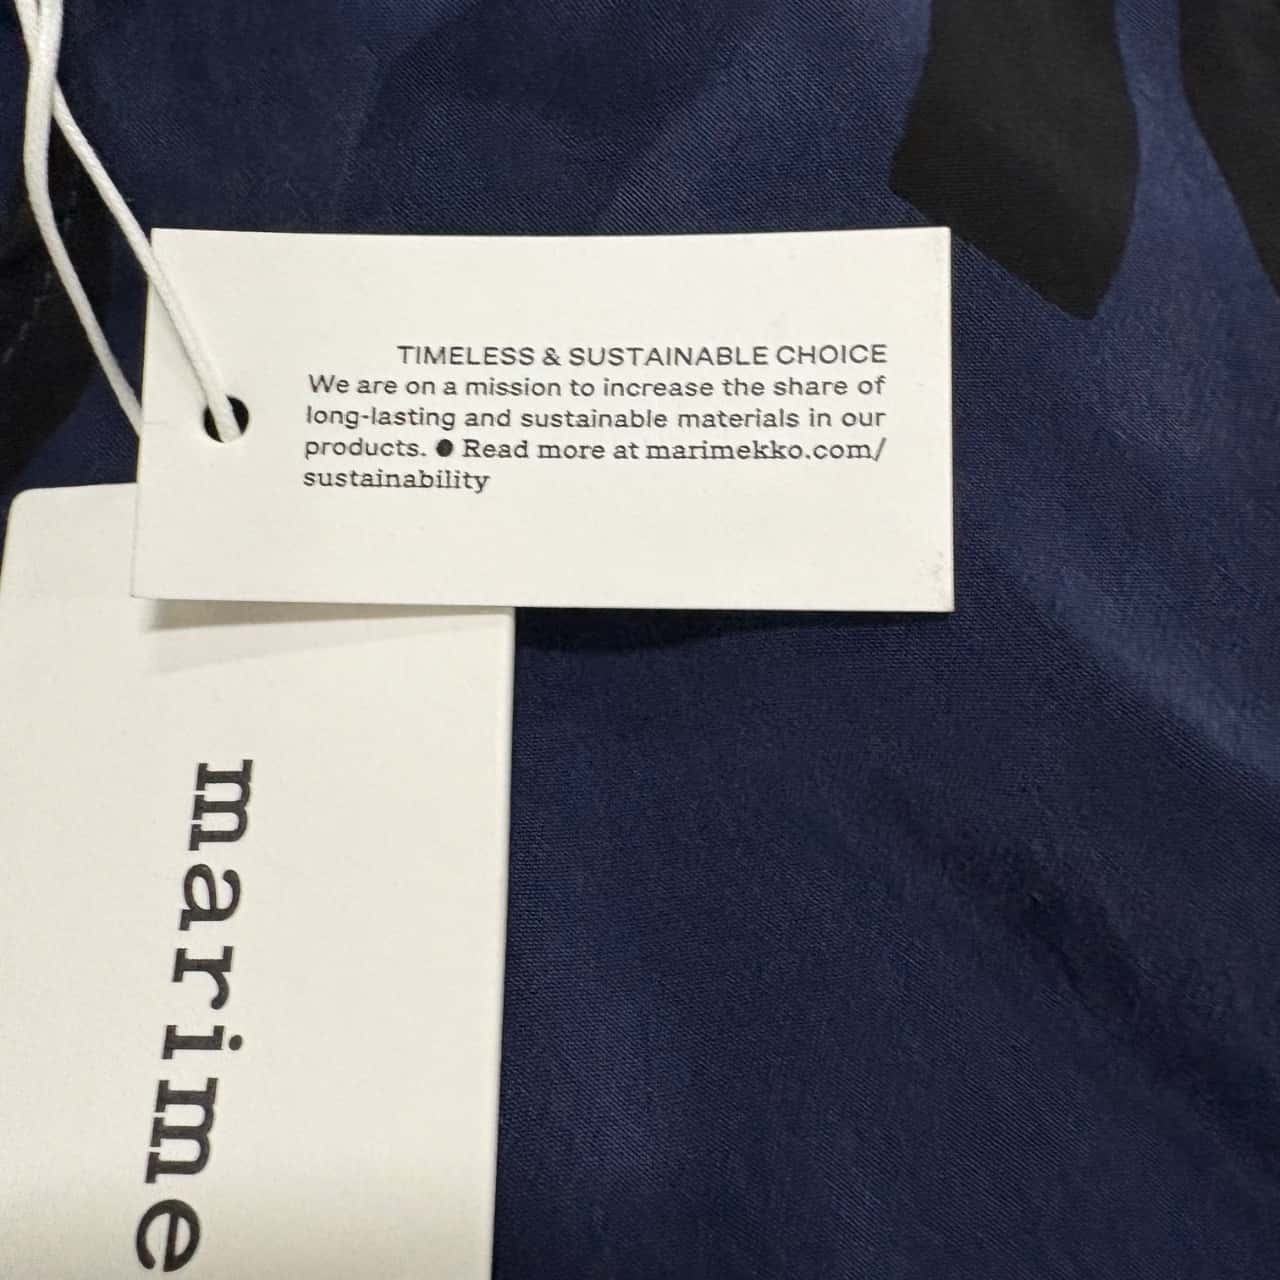 TIMELESS & SUSTAINABLE CHOICE
We are on a mission to increase the share of
long-lasting and sustainable materials in our
products. ● Read more at marimekko.com/
sustainability
marime